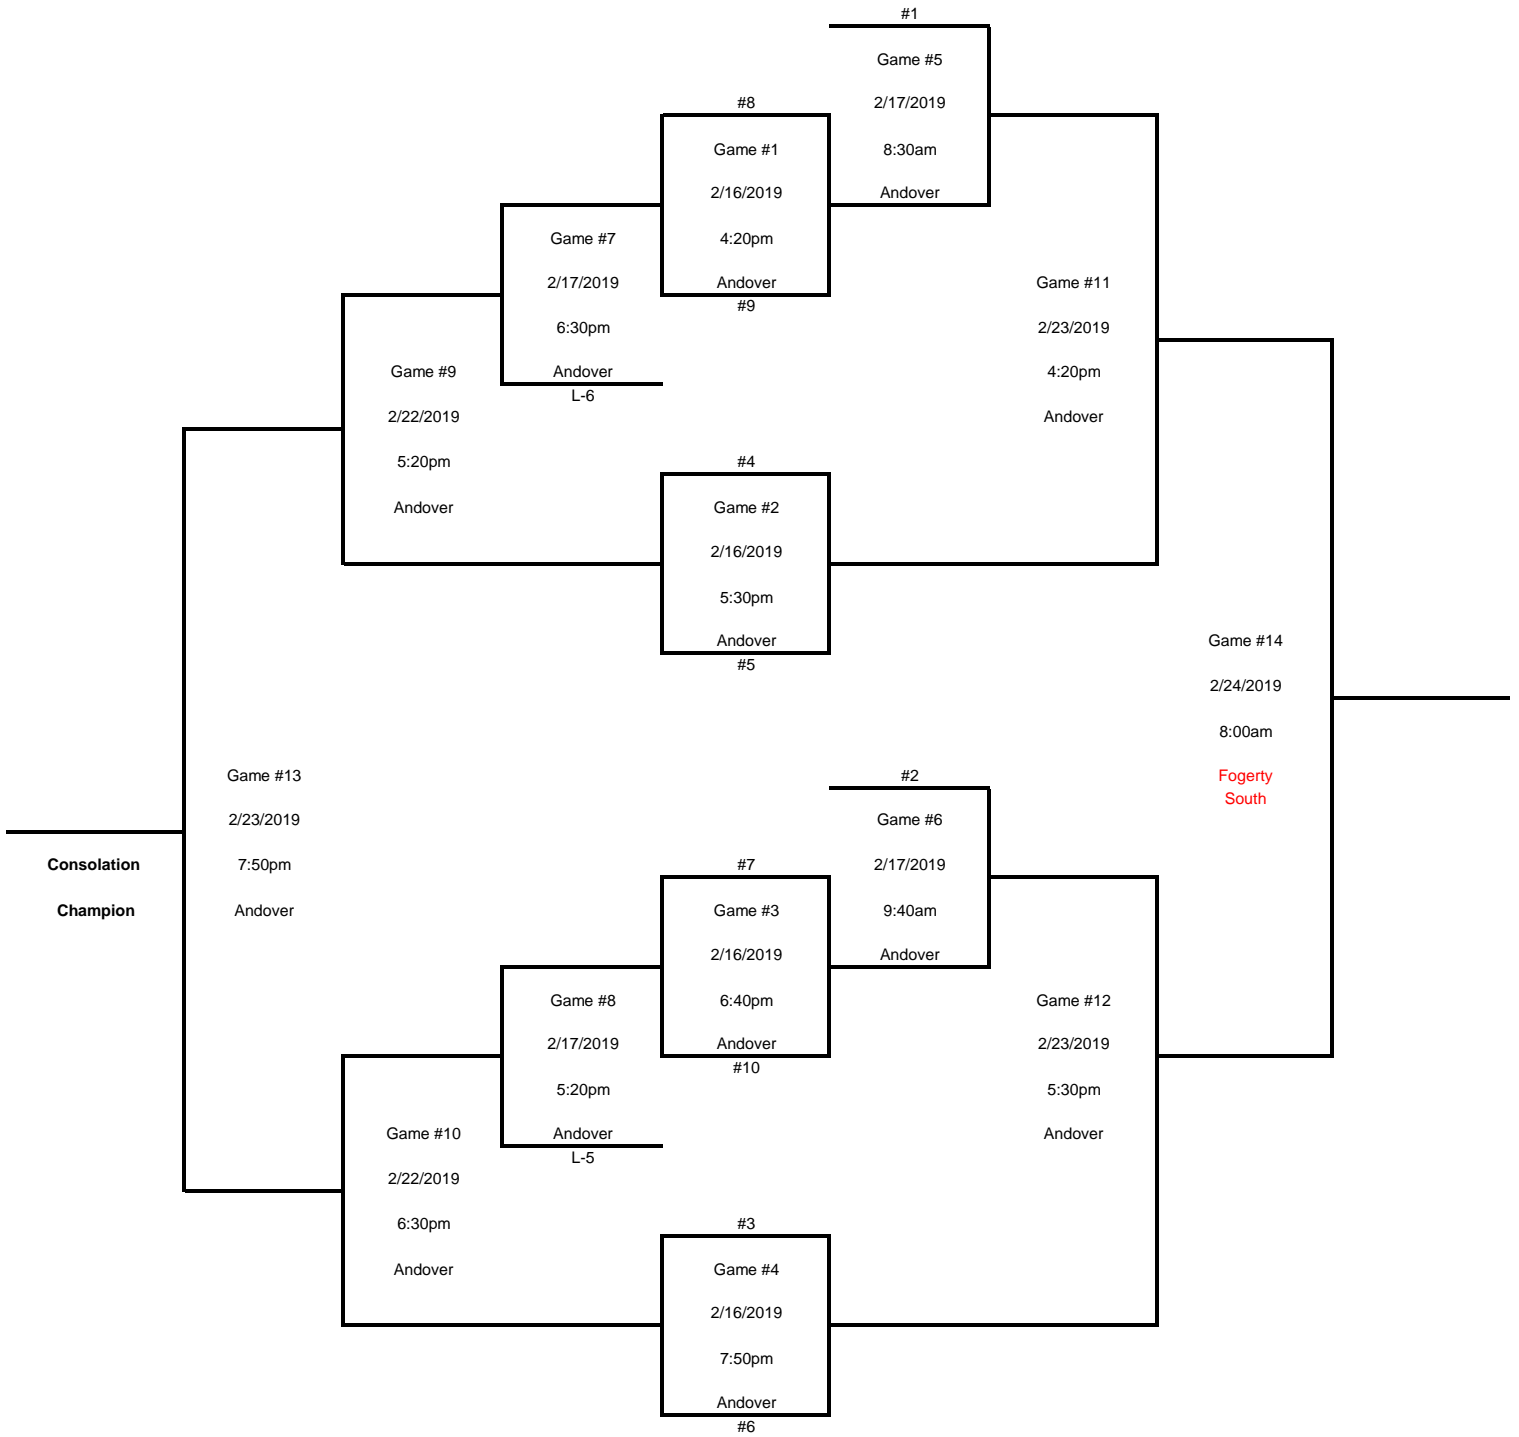 #1
Game #5
2/17/2019
8:30am
Andover
#8
Game #1
2/16/2019
4:20pm
Andover
#9
Game #7
2/17/2019
6:30pm
Andover
L-6
Game #11
2/23/2019
4:20pm
Andover
Game #9
2/22/2019
5:20pm
Andover
#4
Game #2
2/16/2019
5:30pm
Andover
#5
Game #14
2/24/2019
8:00am
Fogerty
South
Game #13
2/23/2019
7:50pm
Andover
Consolation
Champion
#2
Game #6
2/17/2019
9:40am
Andover
#7
Game #3
2/16/2019
6:40pm
Andover
#10
Game #8
2/17/2019
5:20pm
Andover
L-5
Game #12
2/23/2019
5:30pm
Andover
Game #10
2/22/2019
6:30pm
Andover
#3
Game #4
2/16/2019
7:50pm
Andover
#6